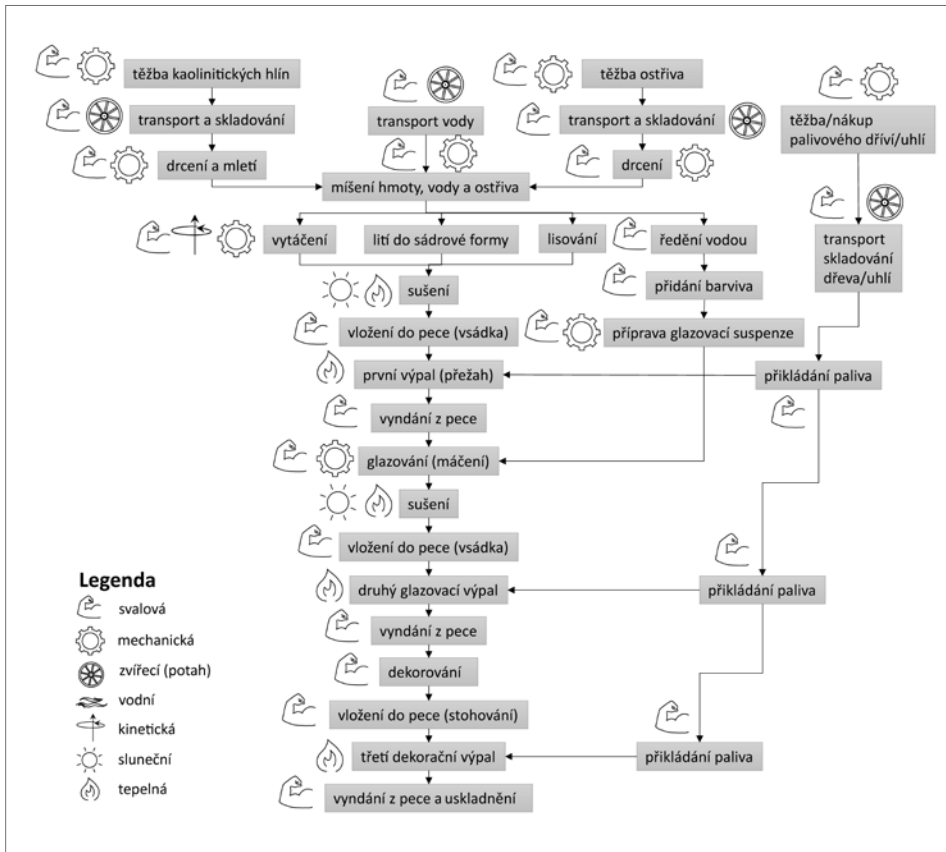 těžba kaolinitických hlín
těžba ostřiva
transport a skladování
transport vody
transport a skladování
těžba/nákup
palivového dříví/uhlí
drcení a mletí
drcení
míšení hmoty, vody a ostřiva
vytáčení
lití do sádrové formy
lisování
ředění vodou
transport
skladování
dřeva/uhlí
sušení
přidání barviva
vložení do pece (vsádka)
příprava glazovací suspenze
první výpal (přežah)
přikládání paliva
vyndání z pece
glazování (máčení)
sušení
vložení do pece (vsádka)
druhý glazovací výpal
přikládání paliva
vyndání z pece
dekorování
vložení do pece (stohování)
třetí dekorační výpal
přikládání paliva
vyndání z pece a uskladnění
Legenda
svalová
mechanická
zvířecí (potah)
vodní
kinetická
sluneční
tepelná